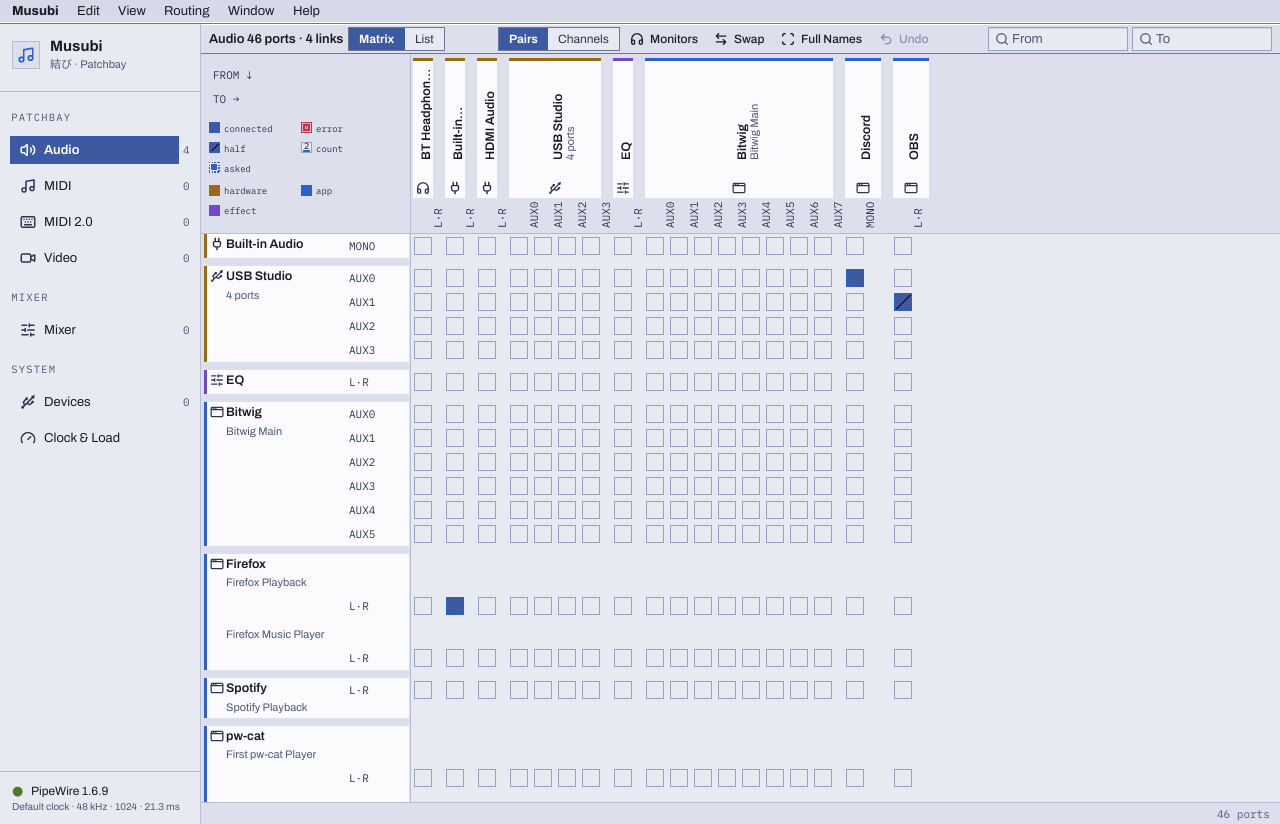 Musubi Edit View Routing Window Help
Musubi
結び · Patchbay
PATCHBAY
Audio 4
MIDI 0
MIDI 2.0 0
Video 0
MIXER
Mixer 0
SYSTEM
Devices 0
Clock & Load
PipeWire 1.6.9
Default clock · 48 kHz · 1024 · 21.3 ms
Audio 46 ports · 4 links Matrix List Pairs Channels Monitors Swap Full Names Undo From To
FROM ↓
TO →
connected error
half 2 count
asked
hardware app
effect
BT Headphon…
Built-in…
HDMI Audio
USB Studio
4 ports
EQ
Bitwig
Bitwig Main
Discord
OBS
L·R L·R L·R AUX0 AUX1 AUX2 AUX3 L·R AUX0 AUX1 AUX2 AUX3 AUX4 AUX5 AUX6 AUX7 MONO L·R
Built-in Audio MONO
USB Studio AUX0
4 ports AUX1
AUX2
AUX3
EQ L·R
Bitwig AUX0
Bitwig Main AUX1
AUX2
AUX3
AUX4
AUX5
Firefox
Firefox Playback
L·R
Firefox Music Player
L·R
Spotify L·R
Spotify Playback
pw-cat
First pw-cat Player
L·R
46 ports